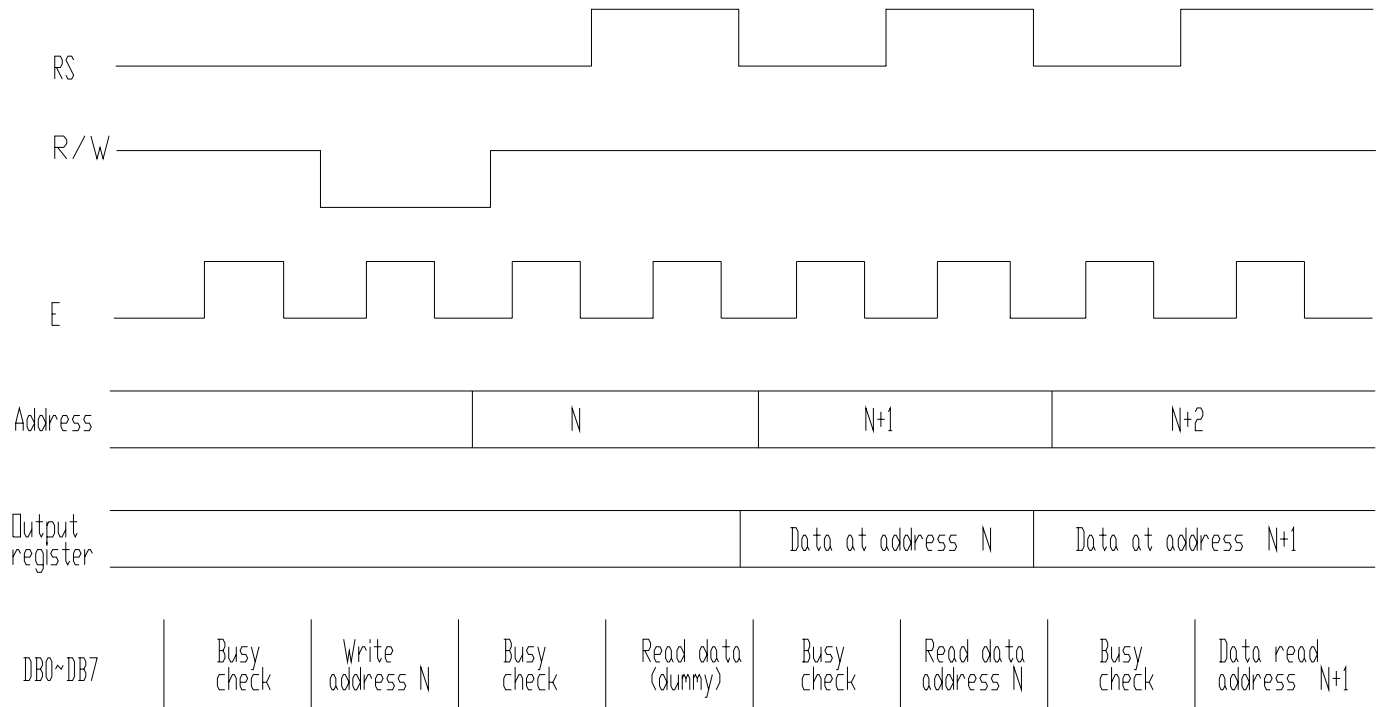 RS
R/W
E
Address
N
N+1
N+2
Output
register
Data at address N
Data at address N+1
DB0~DB7
Busy
check
Write
address N
Busy
check
Read data
(dummy)
Busy
check
Read data
address N
Busy
check
Data read
address N+1